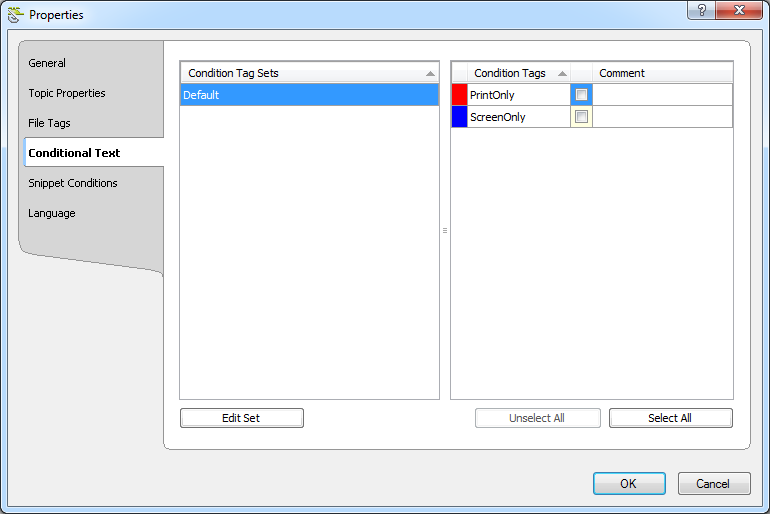 Properties
?
General
Topic Properties
File Tags
Conditional Text
Snippet Conditions
Language
Condition Tag Sets
Default
Condition Tags Comment
PrintOnly
ScreenOnly
Edit Set
Unselect All Select All
OK Cancel